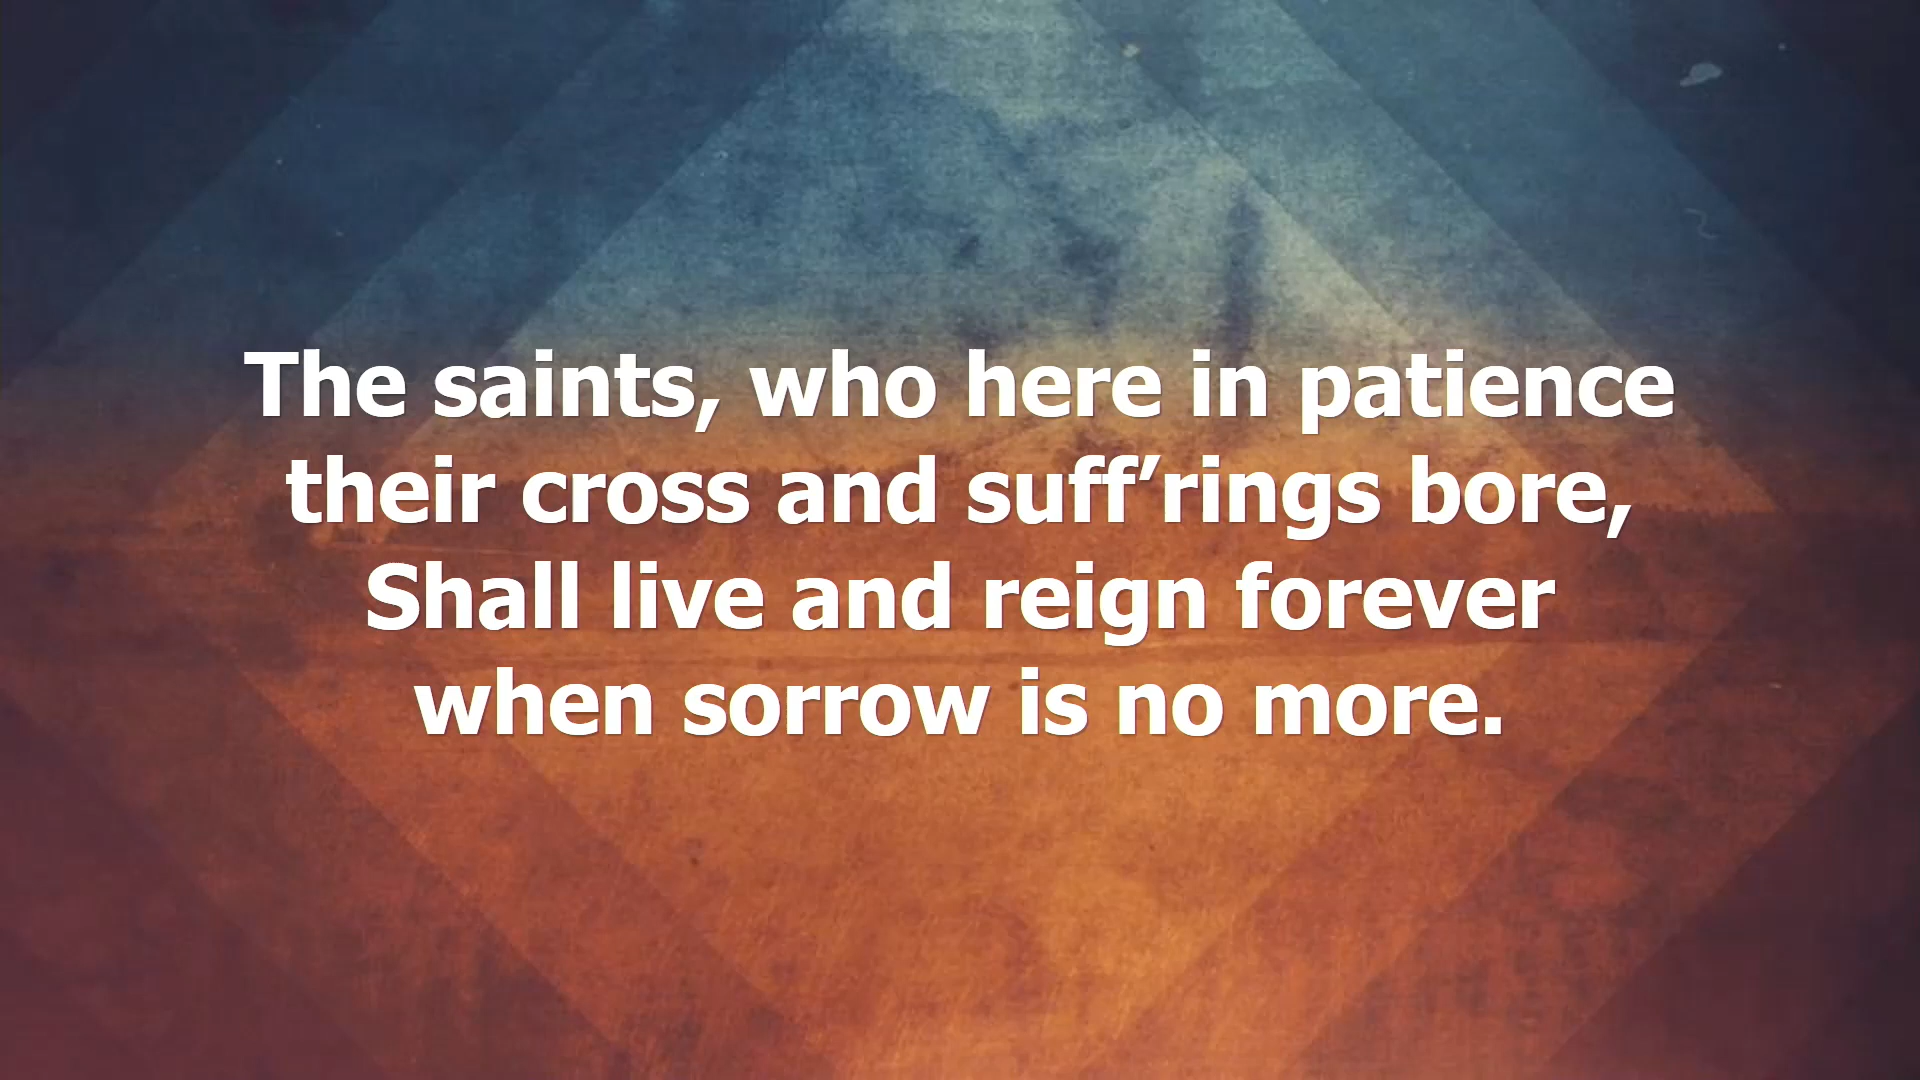 The saints, who here in patience
their cross and suff’rings bore,
Shall live and reign forever
when sorrow is no more.